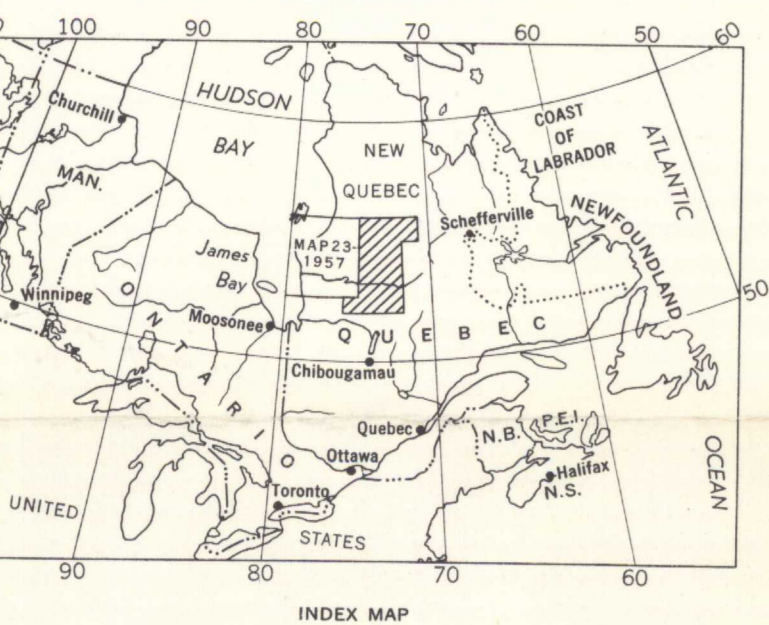 100 90 80 70 60 50 60
HUDSON
BAY
Churchill
COAST
OF
LABRADOR
ATLANTIC
OCEAN
MAN.
NEW
QUEBEC
NEWFOUNDLAND
Schefferville
James
Bay
MAP 23-
1957
50
Winnipeg
ONTARIO
Moosonee
QUEBEC
Chibougamau
Quebec
N.B.
P.E.I.
Ottawa
Halifax
N.S.
Toronto
UNITED
STATES
90 80 70 60
INDEX MAP